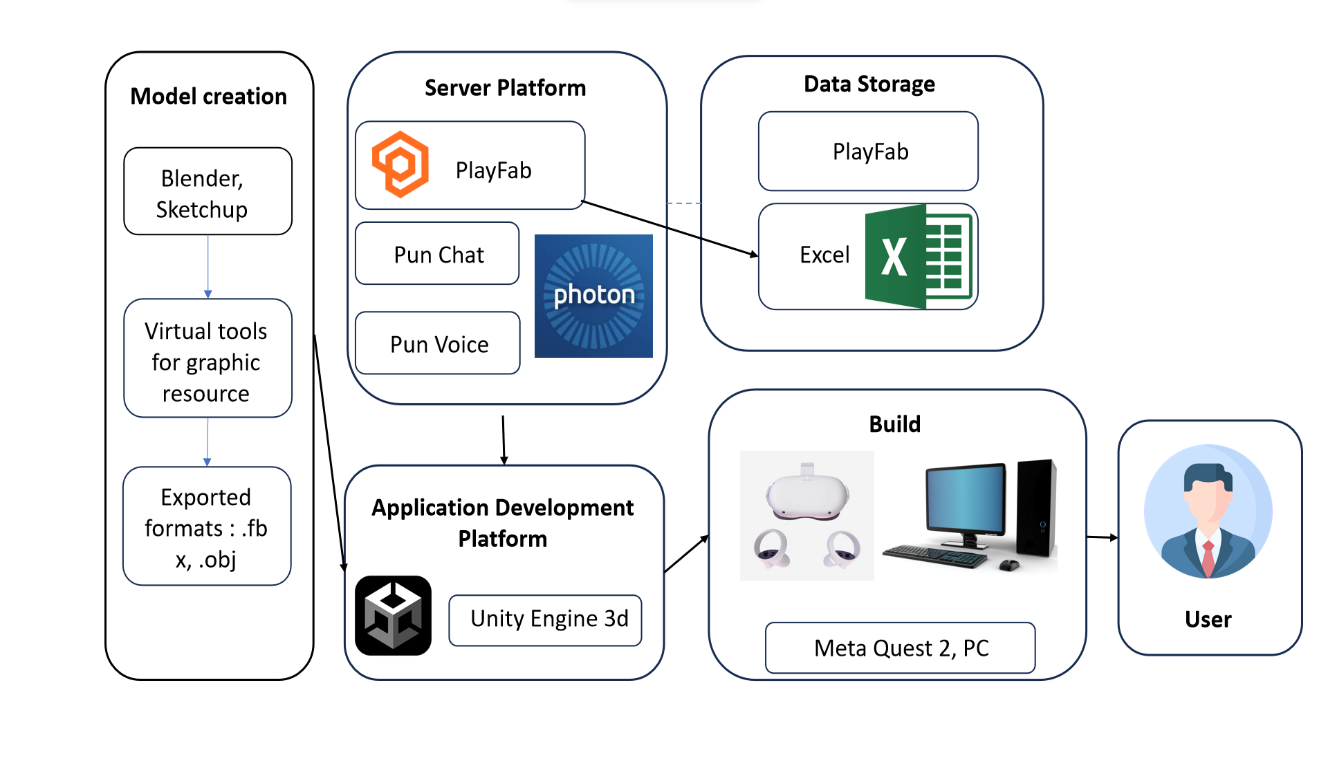 Model creation
Blender,
Sketchup
Virtual tools
for graphic
resource
Exported
formats : .fb
x, .obj
Server Platform
PlayFab
Pun Chat
photon
Pun Voice
Data Storage
PlayFab
Excel
X
Application Development
Platform
Unity Engine 3d
Build
Meta Quest 2, PC
User